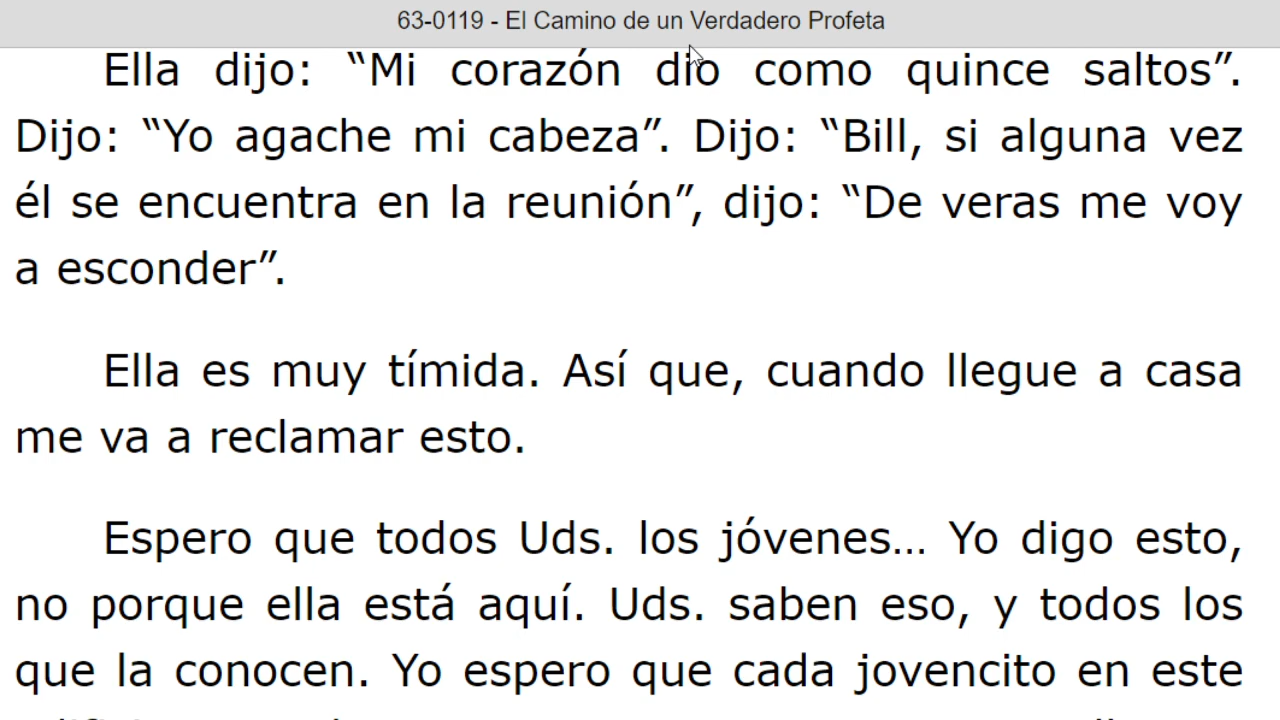 63-0119 - El Camino de un Verdadero Profeta
Ella dijo: “Mi corazón dio como quince saltos”.
Dijo: “Yo agache mi cabeza”. Dijo: “Bill, si alguna vez
él se encuentra en la reunión”, dijo: “De veras me voy
a esconder”.
Ella es muy tímida. Así que, cuando llegue a casa
me va a reclamar esto.
Espero que todos Uds. los jóvenes… Yo digo esto,
no porque ella está aquí. Uds. saben eso, y todos los
que la conocen. Yo espero que cada jovencito en este